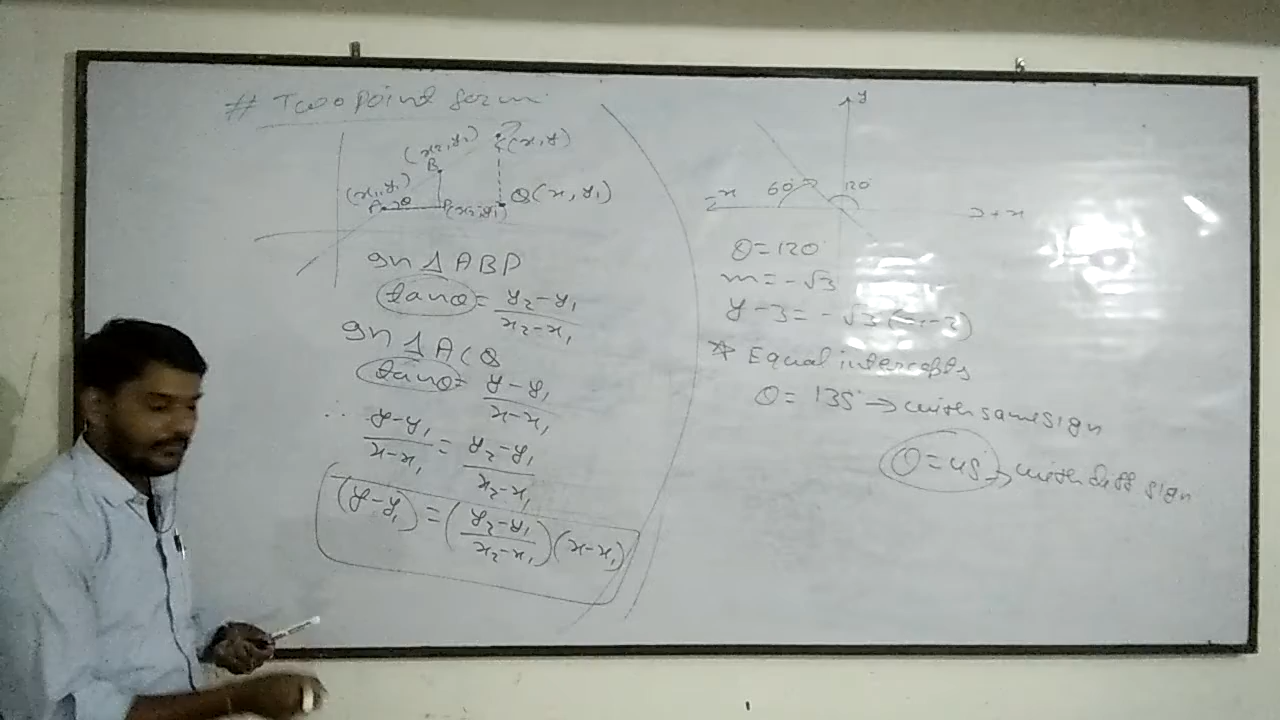 # Two point form
(x2, y2)
B
(x, y)
(x1, y1)
A θ
P(x2, y1)
Q(x, y1)
In △ABP
tanθ = y2-y1 / x2-x1
In △ACQ
tanθ = y-y1 / x-x1
∴ y-y1 / x-x1 = y2-y1 / x2-x1
(y-y1) = (y2-y1 / x2-x1)(x-x1)
y
-x
60°
120°
+x
θ = 120°
m = -√3
y-3 = -√3
* Equal intercepts
θ = 135° → with same sign
θ = 45 → with diff sign